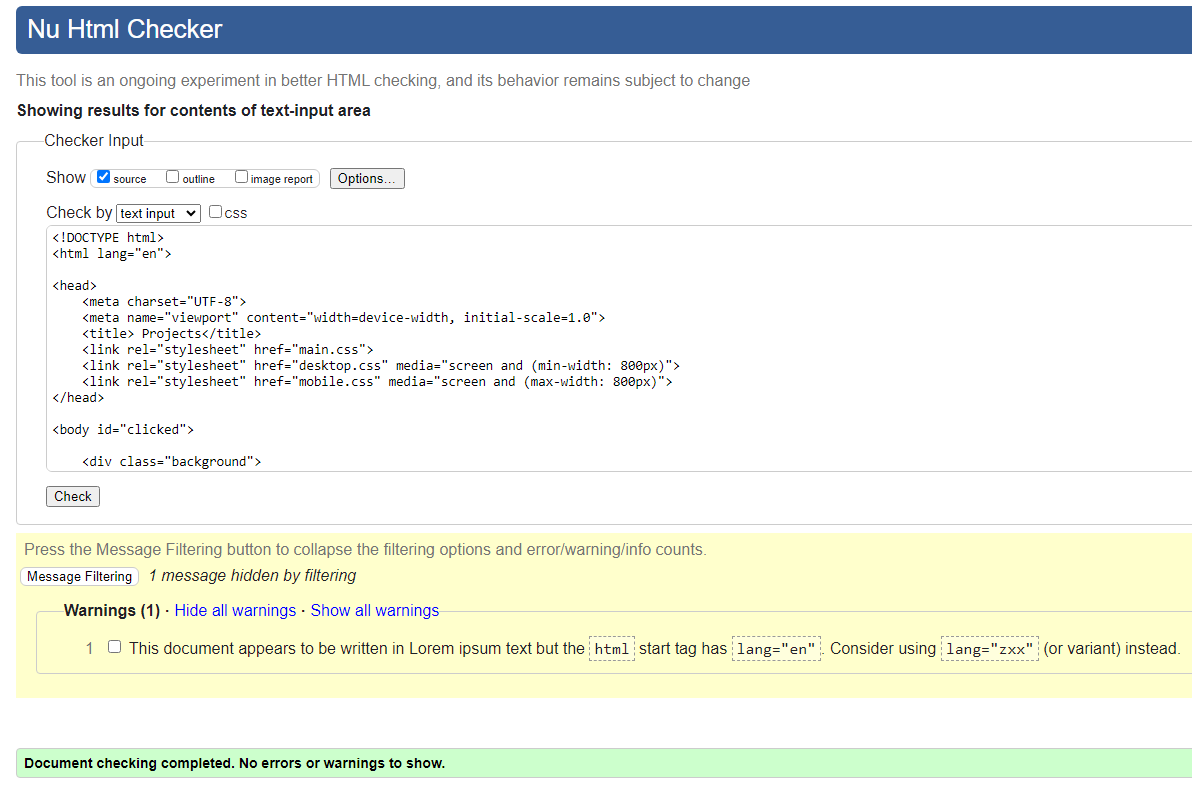 Nu Html Checker
This tool is an ongoing experiment in better HTML checking, and its behavior remains subject to change
Showing results for contents of text-input area
Checker Input
Show source outline image report Options...
Check by text input css
<!DOCTYPE html>
<html lang="en">
<head>
<meta charset="UTF-8">
<meta name="viewport" content="width=device-width, initial-scale=1.0">
<title> Projects</title>
<link rel="stylesheet" href="main.css">
<link rel="stylesheet" href="desktop.css" media="screen and (min-width: 800px)">
<link rel="stylesheet" href="mobile.css" media="screen and (max-width: 800px)">
</head>
<body id="clicked">
<div class="background">
Check
Press the Message Filtering button to collapse the filtering options and error/warning/info counts.
Message Filtering 1 message hidden by filtering
Warnings (1) · Hide all warnings · Show all warnings
1 This document appears to be written in Lorem ipsum text but the html start tag has lang="en". Consider using lang="zxx" (or variant) instead.
Document checking completed. No errors or warnings to show.